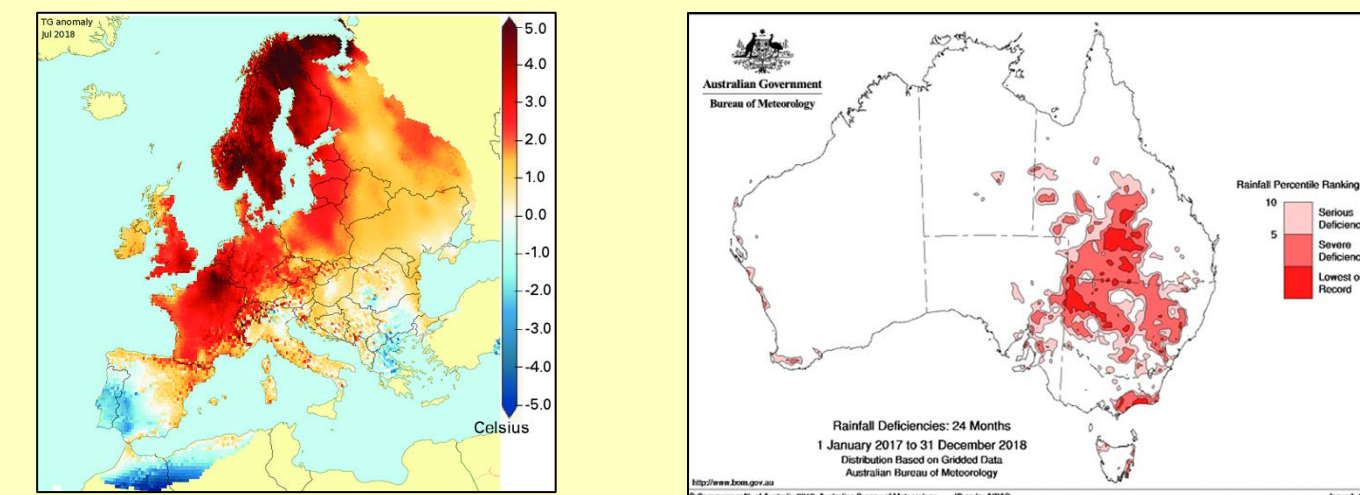 TG anomaly
Jul 2018
5.0
4.0
3.0
2.0
1.0
0.0
-1.0
-2.0
-3.0
-4.0
-5.0
Celsius
Australian Government
Bureau of Meteorology
Rainfall Percentile Ranking
10
Serious
Deficienc
5
Severe
Deficienc
Lowest o
Record
Rainfall Deficiencies: 24 Months
1 January 2017 to 31 December 2018
Distribution Based on Gridded Data
Australian Bureau of Meteorology
http://www.bom.gov.au